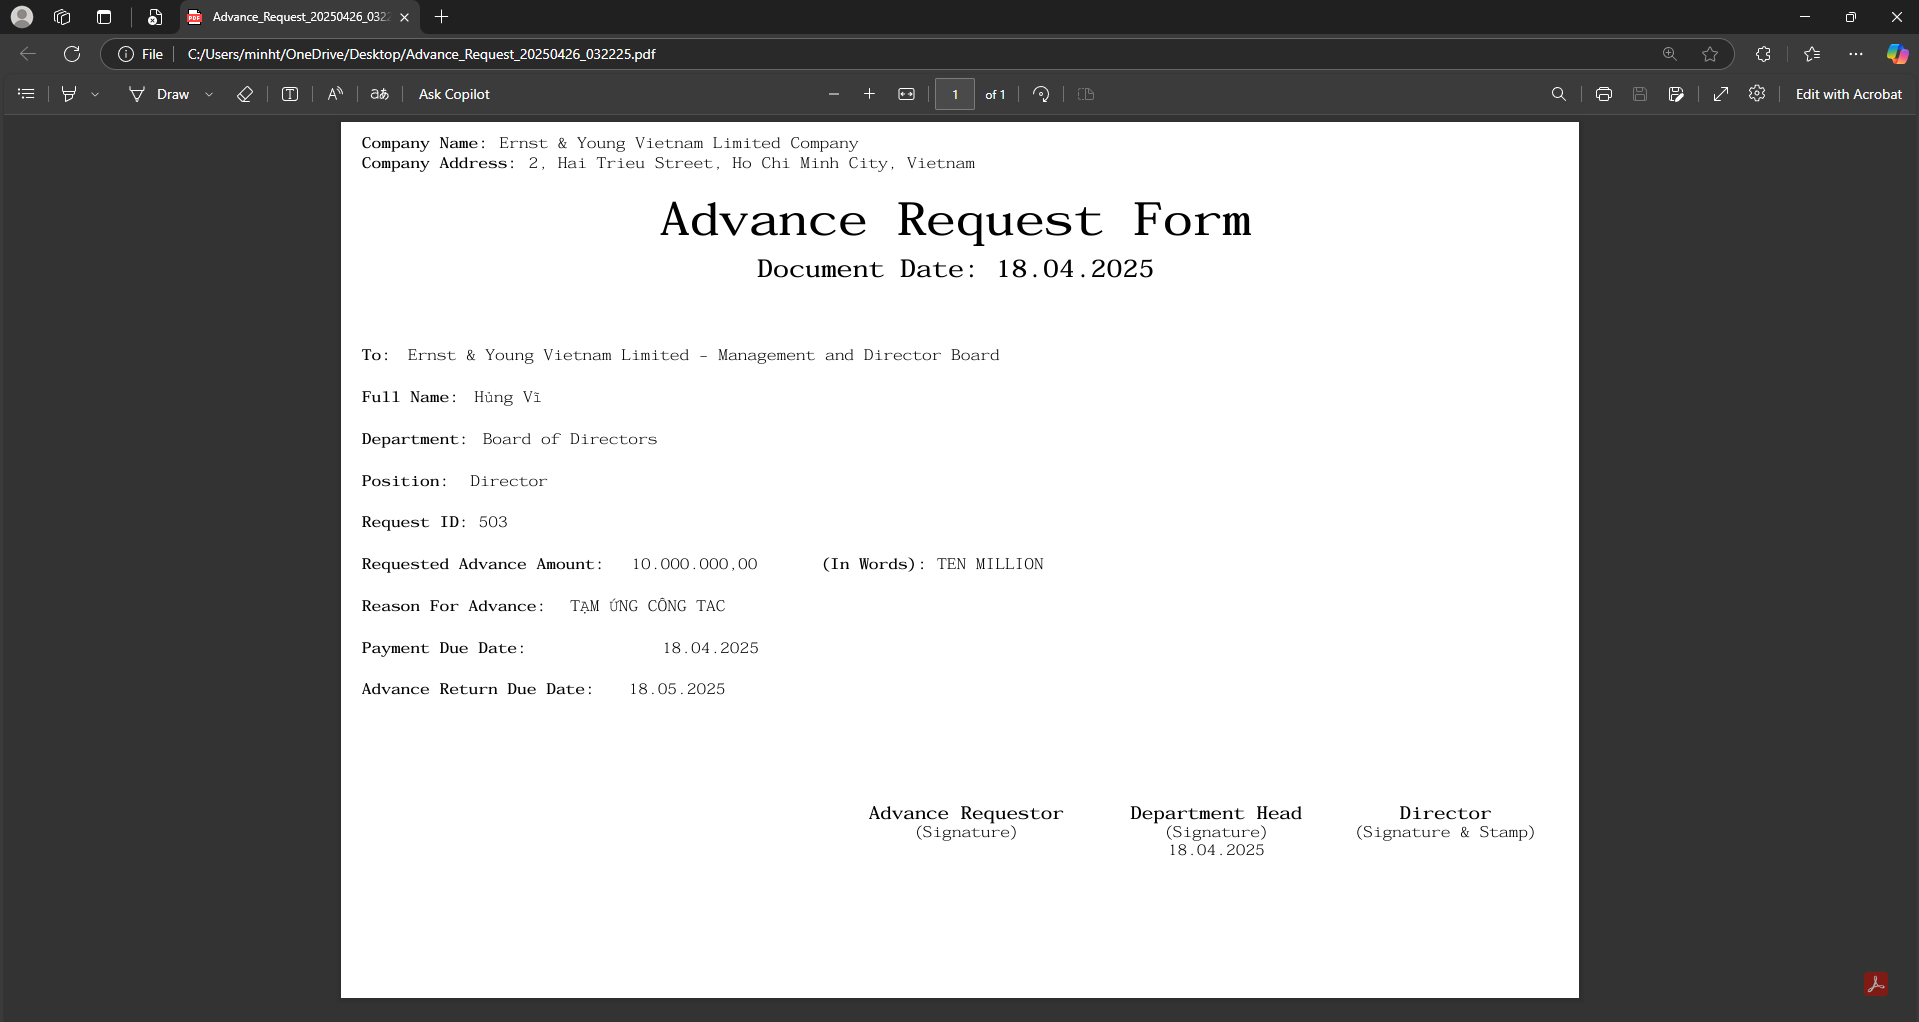 Advance_Request_20250426_032
File
C:/Users/minht/OneDrive/Desktop/Advance_Request_20250426_032225.pdf
Draw
aあ
Ask Copilot
1
of 1
Edit with Acrobat
Company Name: Ernst & Young Vietnam Limited Company
Company Address: 2, Hai Trieu Street, Ho Chi Minh City, Vietnam
Advance Request Form
Document Date: 18.04.2025
To: Ernst & Young Vietnam Limited - Management and Director Board
Full Name: Hủng Vĩ
Department: Board of Directors
Position: Director
Request ID: 503
Requested Advance Amount: 10.000.000,00 (In Words): TEN MILLION
Reason For Advance: TẠM ỨNG CÔNG TAC
Payment Due Date: 18.04.2025
Advance Return Due Date: 18.05.2025
Advance Requestor Department Head Director
(Signature) (Signature) (Signature & Stamp)
18.04.2025